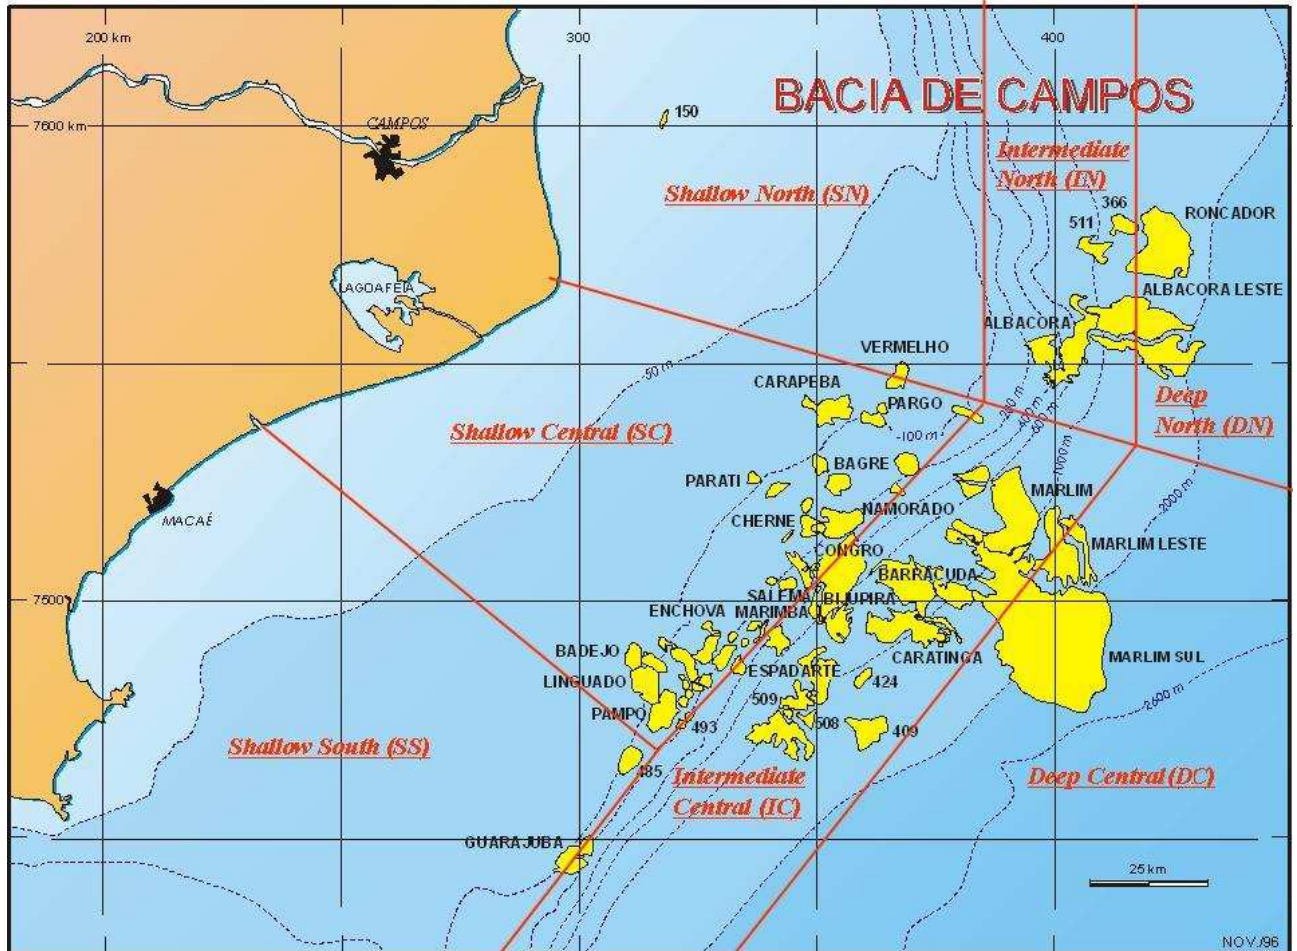 200 km
300
400
BACIA DE CAMPOS
150
7600 km
CAMPOS
Intermediate
North (IN)
Shallow North (SN)
366
511
RONCADOR
LAGOA FEIA
ALBACORA LESTE
ALBACORA
VERMELHO
-50 m
CARAPEBA
PARGO
Deep
North (DN)
200 m
400 m
600 m
-100 m
Shallow Central (SC)
BAGRE
1000 m
2000 m
PARATI
MARLIM
NAMORADO
CHERNE
MACAÉ
MARLIM LESTE
CONGRO
BARRACUDA
SALEMA
BIJUPIRA
7500
ENCHOVA
MARIMBA
BADEJO
CARATINGA
MARLIM SUL
ESPADARTE
LINGUADO
424
509
2600 m
PAMPO
493
508
409
Shallow South (SS)
485
Intermediate
Central (IC)
Deep Central (DC)
GUARAJUBA
25 km
NOV./96